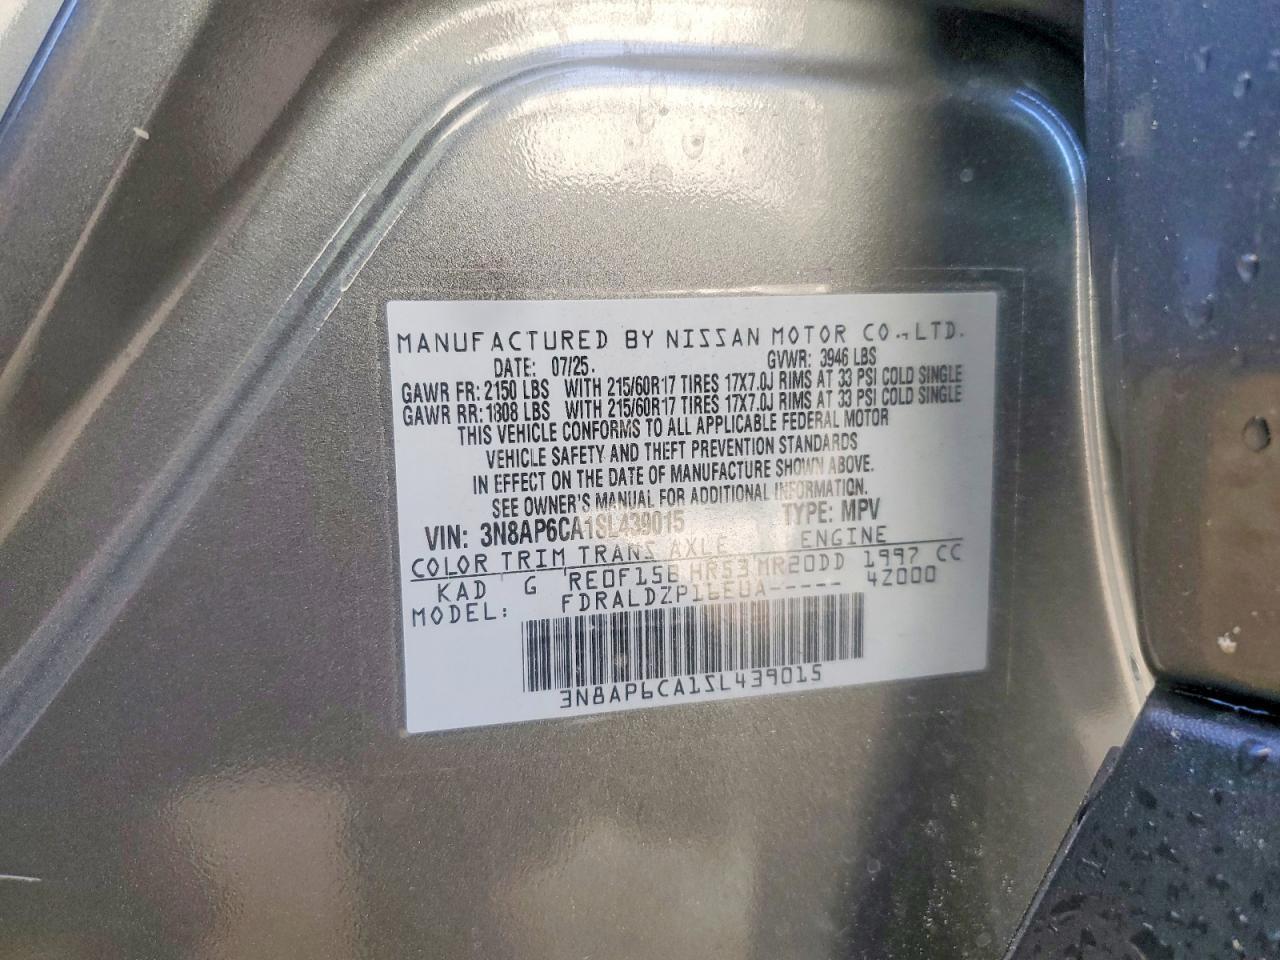 MANUFACTURED BY NISSAN MOTOR CO.,LTD.
DATE: 07/25. GVWR: 3946 LBS
GAWR FR: 2150 LBS WITH 215/60R17 TIRES 17X7.0J RIMS AT 33 PSI COLD SINGLE
GAWR RR: 1808 LBS WITH 215/60R17 TIRES 17X7.0J RIMS AT 33 PSI COLD SINGLE
THIS VEHICLE CONFORMS TO ALL APPLICABLE FEDERAL MOTOR
VEHICLE SAFETY AND THEFT PREVENTION STANDARDS
IN EFFECT ON THE DATE OF MANUFACTURE SHOWN ABOVE.
SEE OWNER'S MANUAL FOR ADDITIONAL INFORMATION.
VIN: 3N8AP6CA1SL439015 TYPE: MPV
COLOR TRIM TRANS AXLE ENGINE
KAD G RE0F15B HR53 MR20DD 1997 CC
MODEL: FDRALDZP16EUA----- 4Z000
3N8AP6CA1SL439015